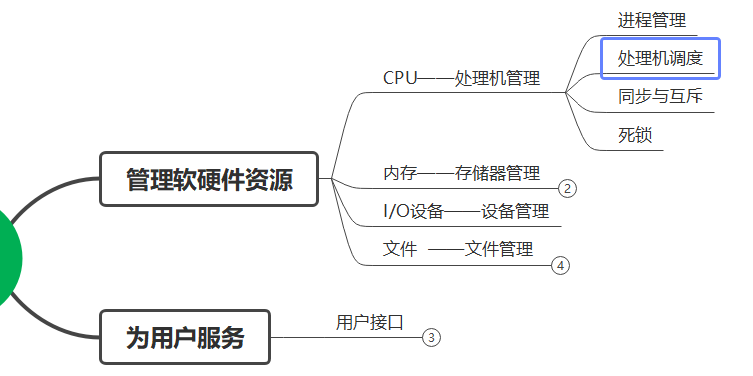 进程管理
处理机调度
CPU——处理机管理
同步与互斥
死锁
管理软硬件资源
内存——存储器管理
2
I/O设备——设备管理
文件 ——文件管理
4
为用户服务
用户接口
3